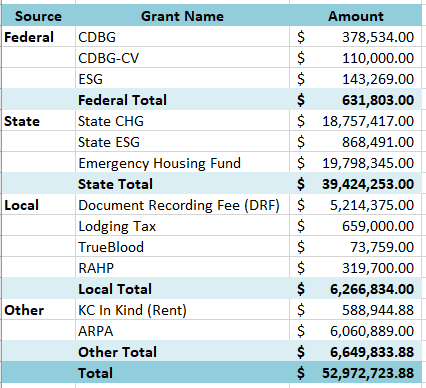 Source Grant Name Amount
Federal CDBG $ 378,534.00
CDBG-CV $ 110,000.00
ESG $ 143,269.00
Federal Total $ 631,803.00
State State CHG $ 18,757,417.00
State ESG $ 868,491.00
Emergency Housing Fund $ 19,798,345.00
State Total $ 39,424,253.00
Local Document Recording Fee (DRF) $ 5,214,375.00
Lodging Tax $ 659,000.00
TrueBlood $ 73,759.00
RAHP $ 319,700.00
Local Total $ 6,266,834.00
Other KC In Kind (Rent) $ 588,944.88
ARPA $ 6,060,889.00
Other Total $ 6,649,833.88
Total $ 52,972,723.88